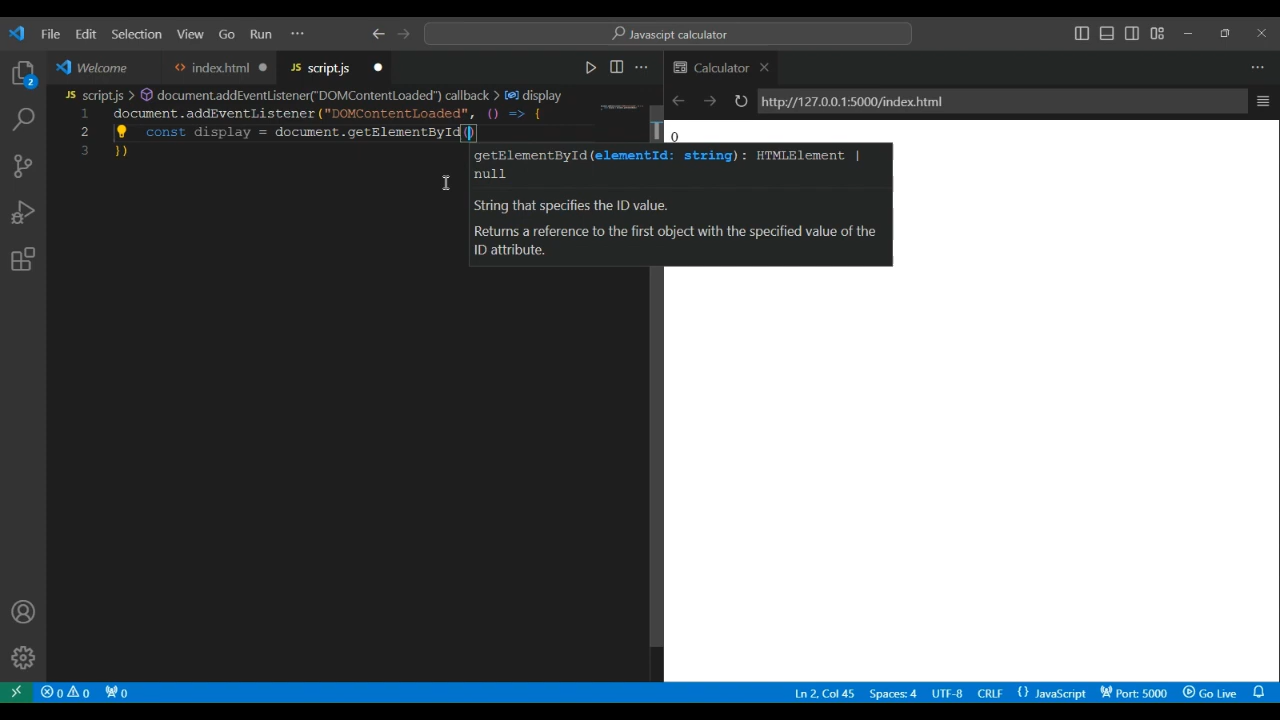 File Edit Selection View Go Run ··· Javascipt calculator
Welcome index.html JS script.js ··· Calculator ···
JS script.js > document.addEventListener("DOMContentLoaded") callback > display
http://127.0.0.1:5000/index.html
1 document.addEventListener("DOMContentLoaded", () => {
2 const display = document.getElementById()
3 })
0
getElementById(elementId: string): HTMLElement |
null
String that specifies the ID value.
Returns a reference to the first object with the specified value of the
ID attribute.
2
0 0 0 Ln 2, Col 45 Spaces: 4 UTF-8 CRLF {} JavaScript Port: 5000 Go Live